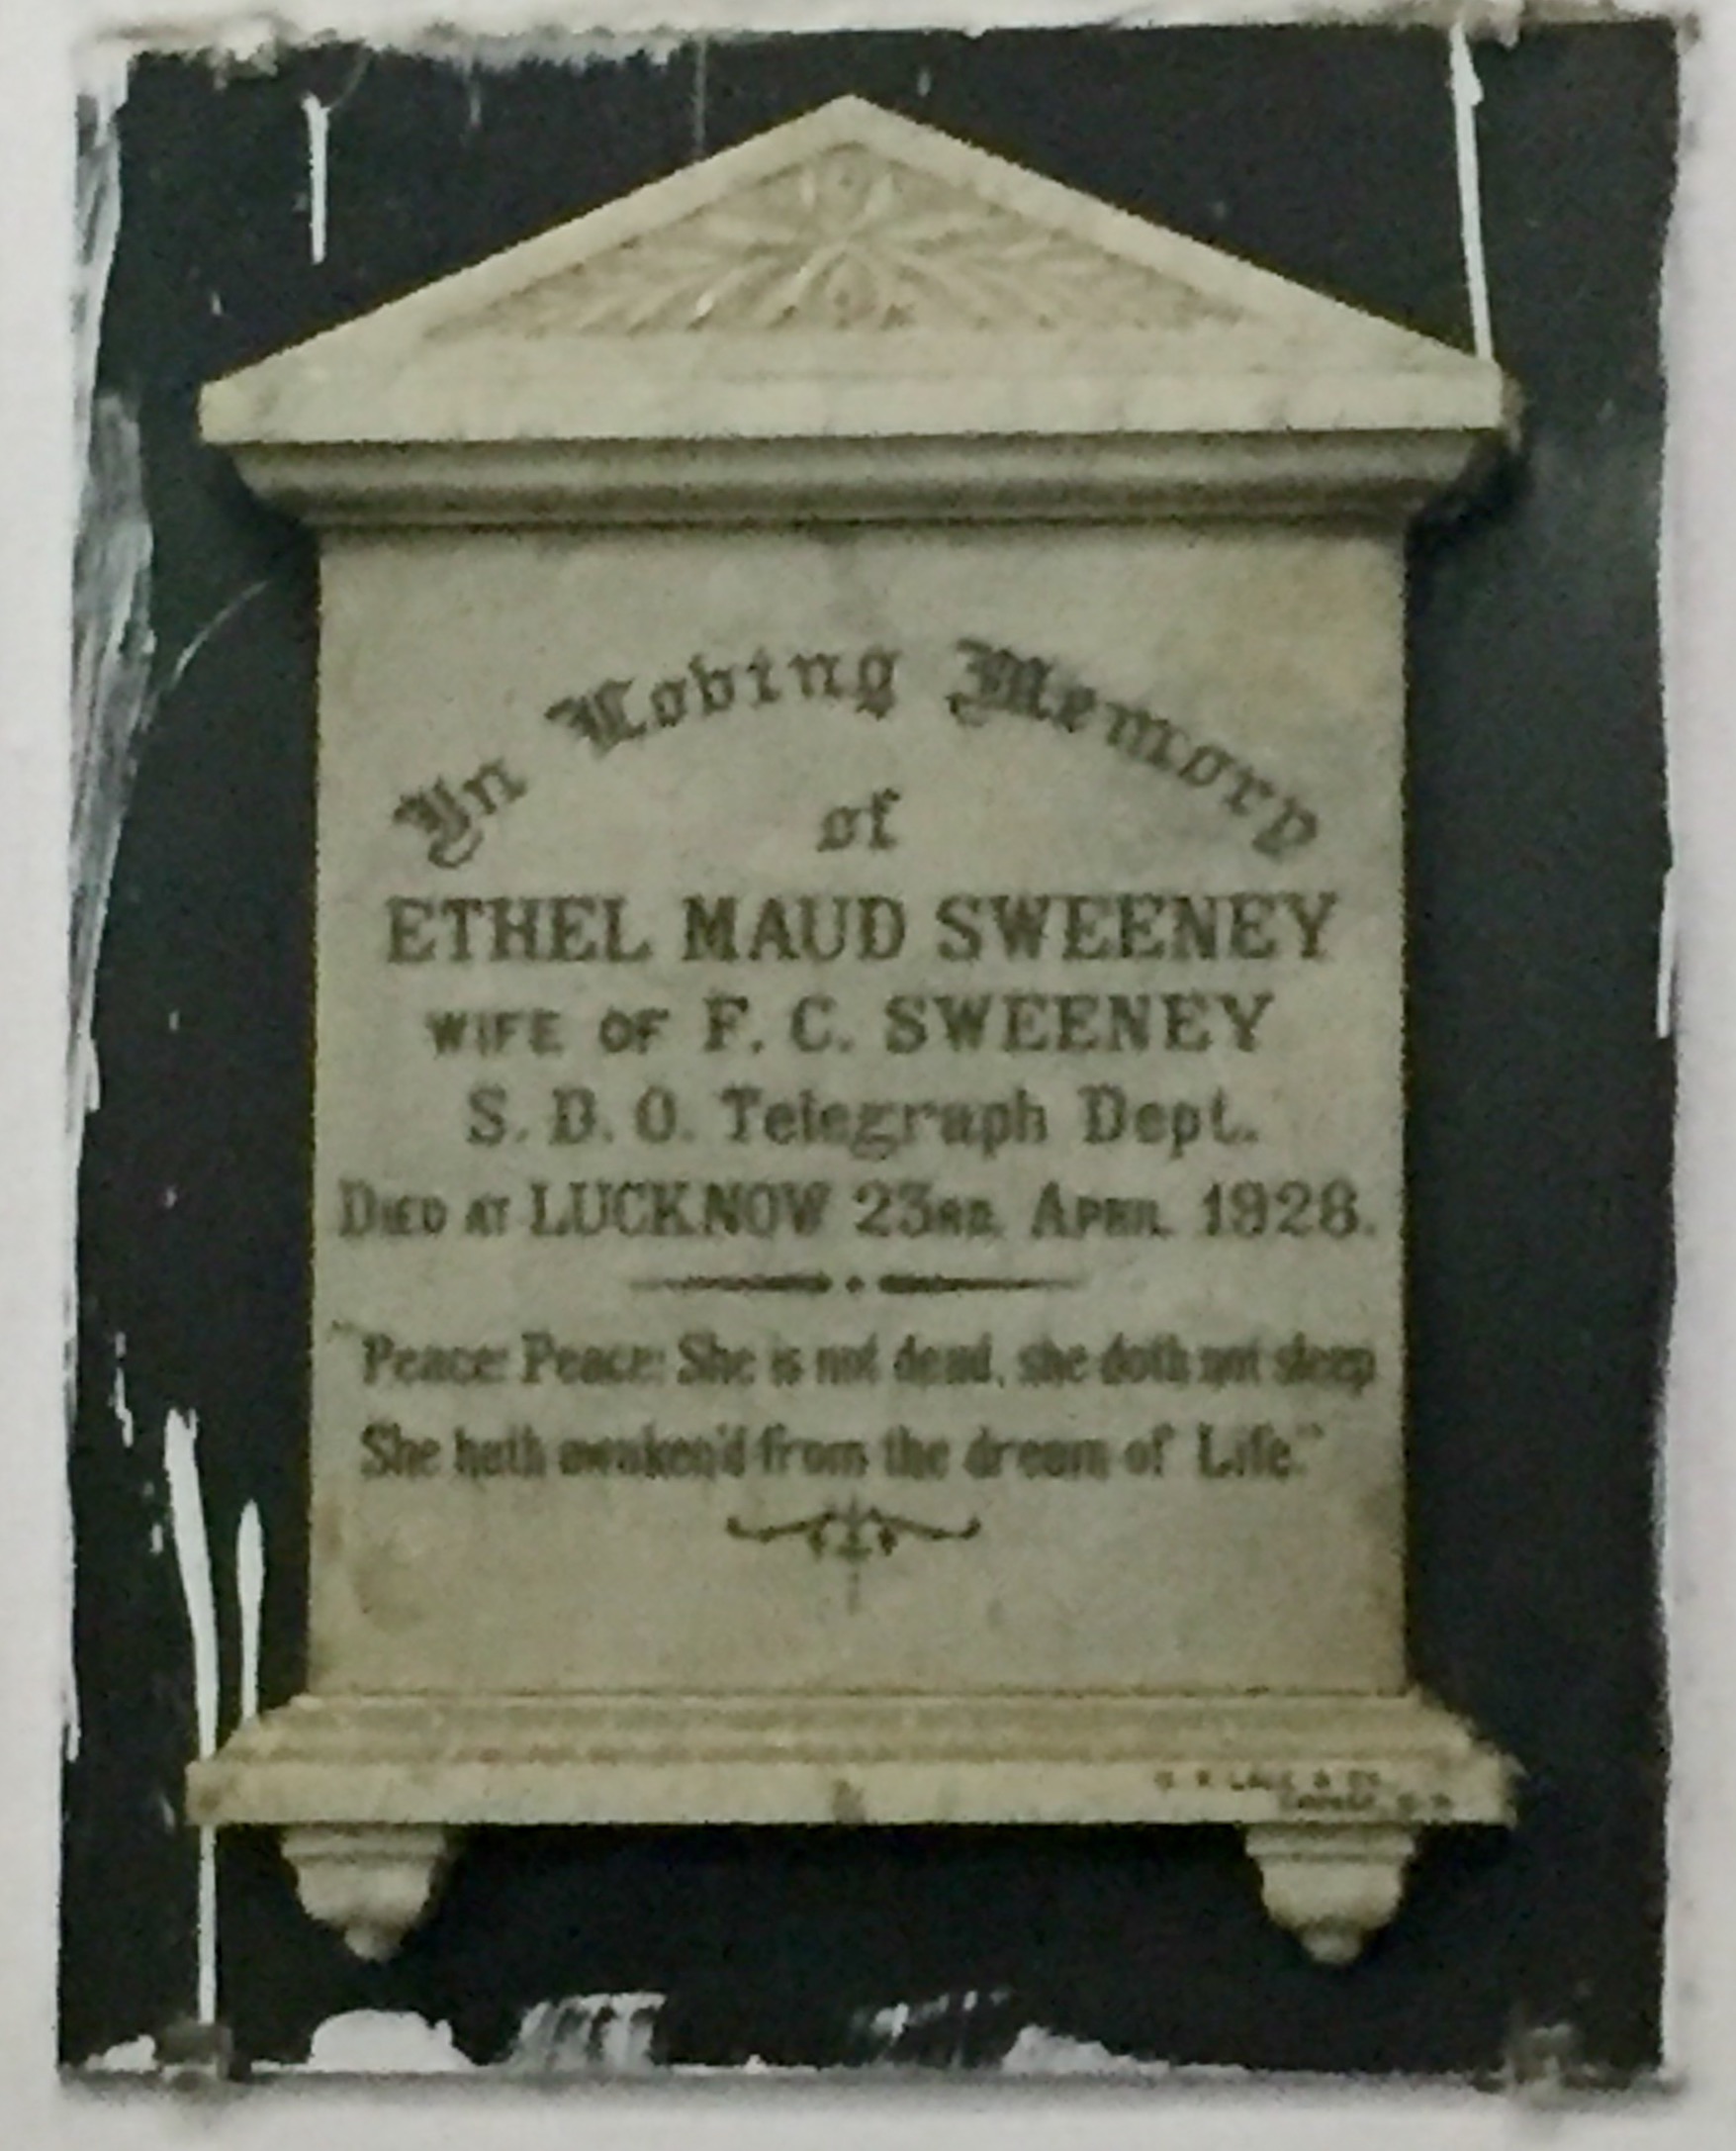 In Loving Memory
of
ETHEL MAUD SWEENEY
WIFE OF F. C. SWEENEY
S. D. O. Telegraph Dept.
DIED AT LUCKNOW 23RD. APRIL 1928.
"Peace: Peace: She is not dead, she doth not sleep
She hath awaken'd from the dream of Life."